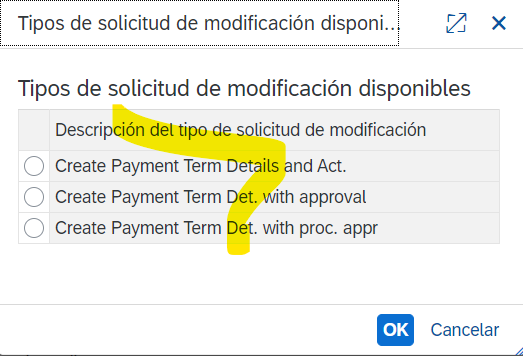 Tipos de solicitud de modificación disponi...
Tipos de solicitud de modificación disponibles
Descripción del tipo de solicitud de modificación
Create Payment Term Details and Act.
Create Payment Term Det. with approval
Create Payment Term Det. with proc. appr
OK Cancelar